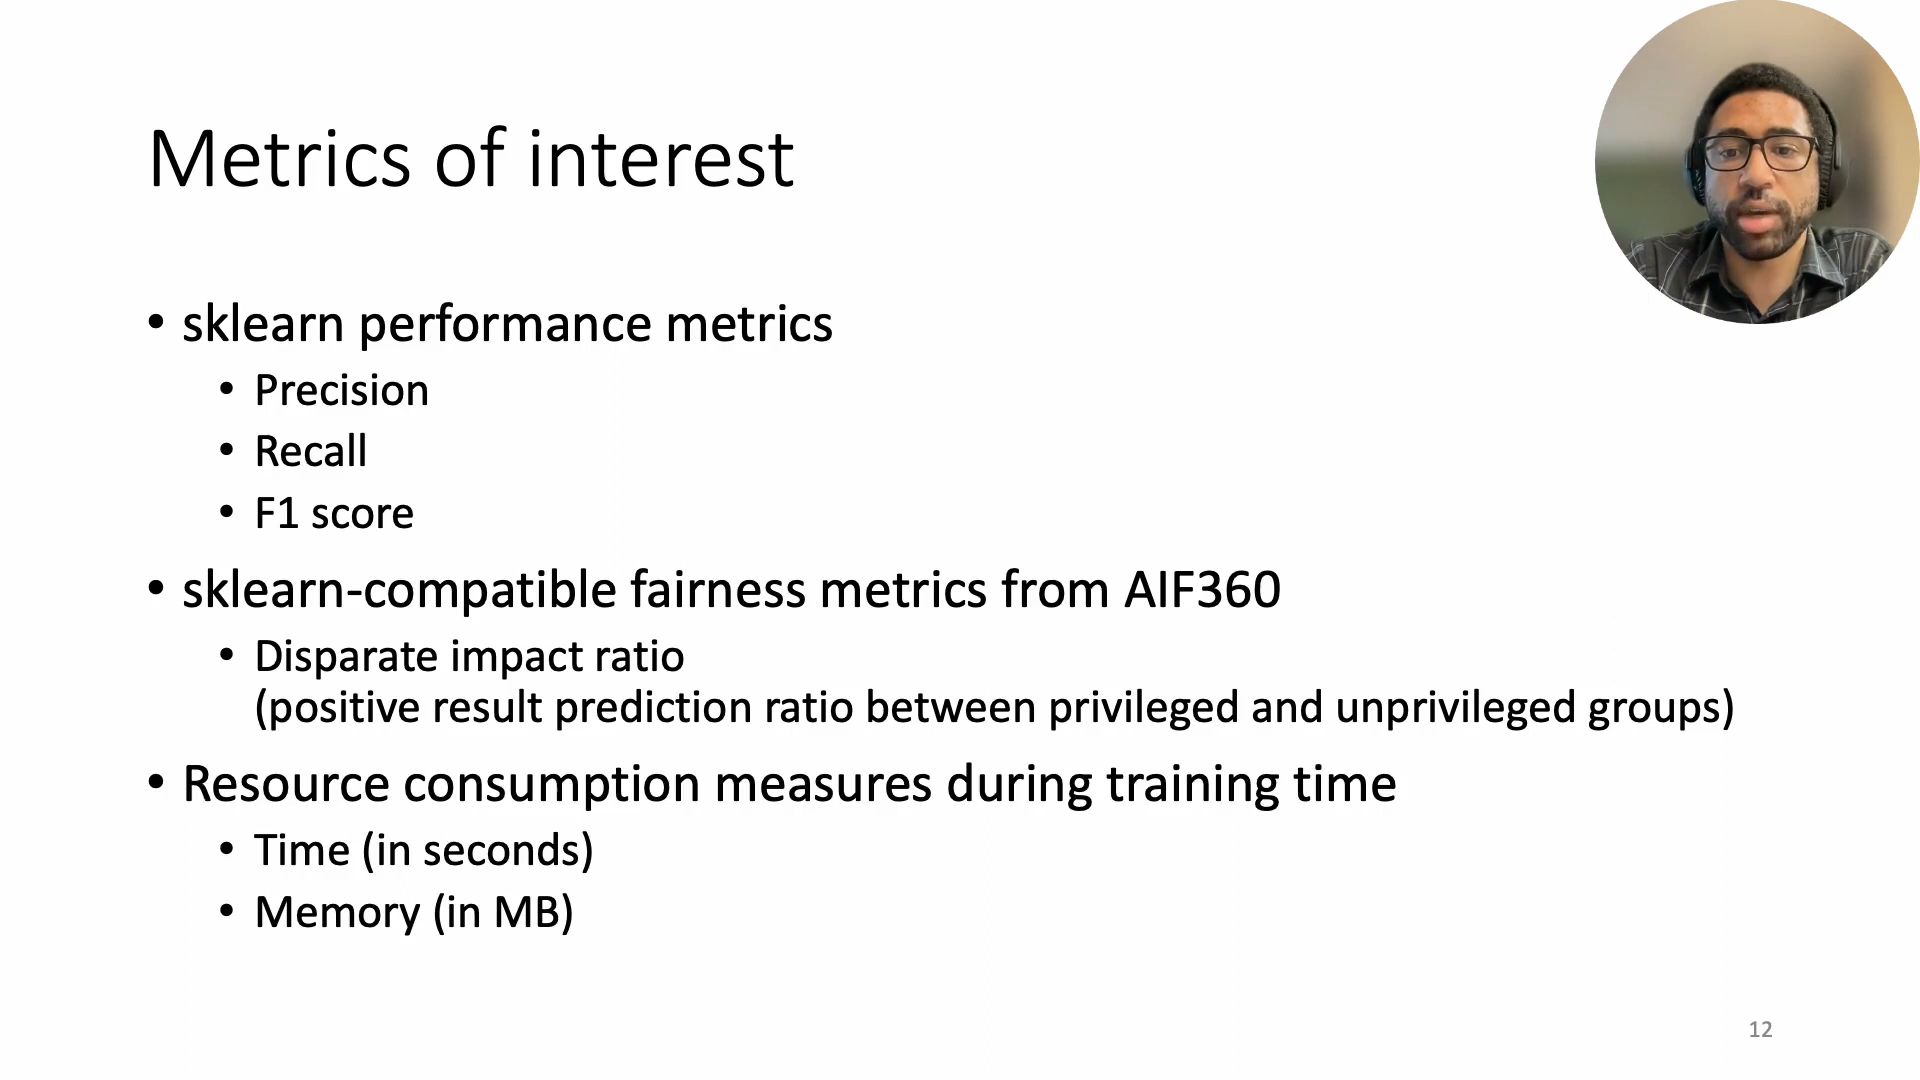 Metrics of interest
• sklearn performance metrics
• Precision
• Recall
• F1 score
• sklearn-compatible fairness metrics from AIF360
• Disparate impact ratio
(positive result prediction ratio between privileged and unprivileged groups)
• Resource consumption measures during training time
• Time (in seconds)
• Memory (in MB)
12